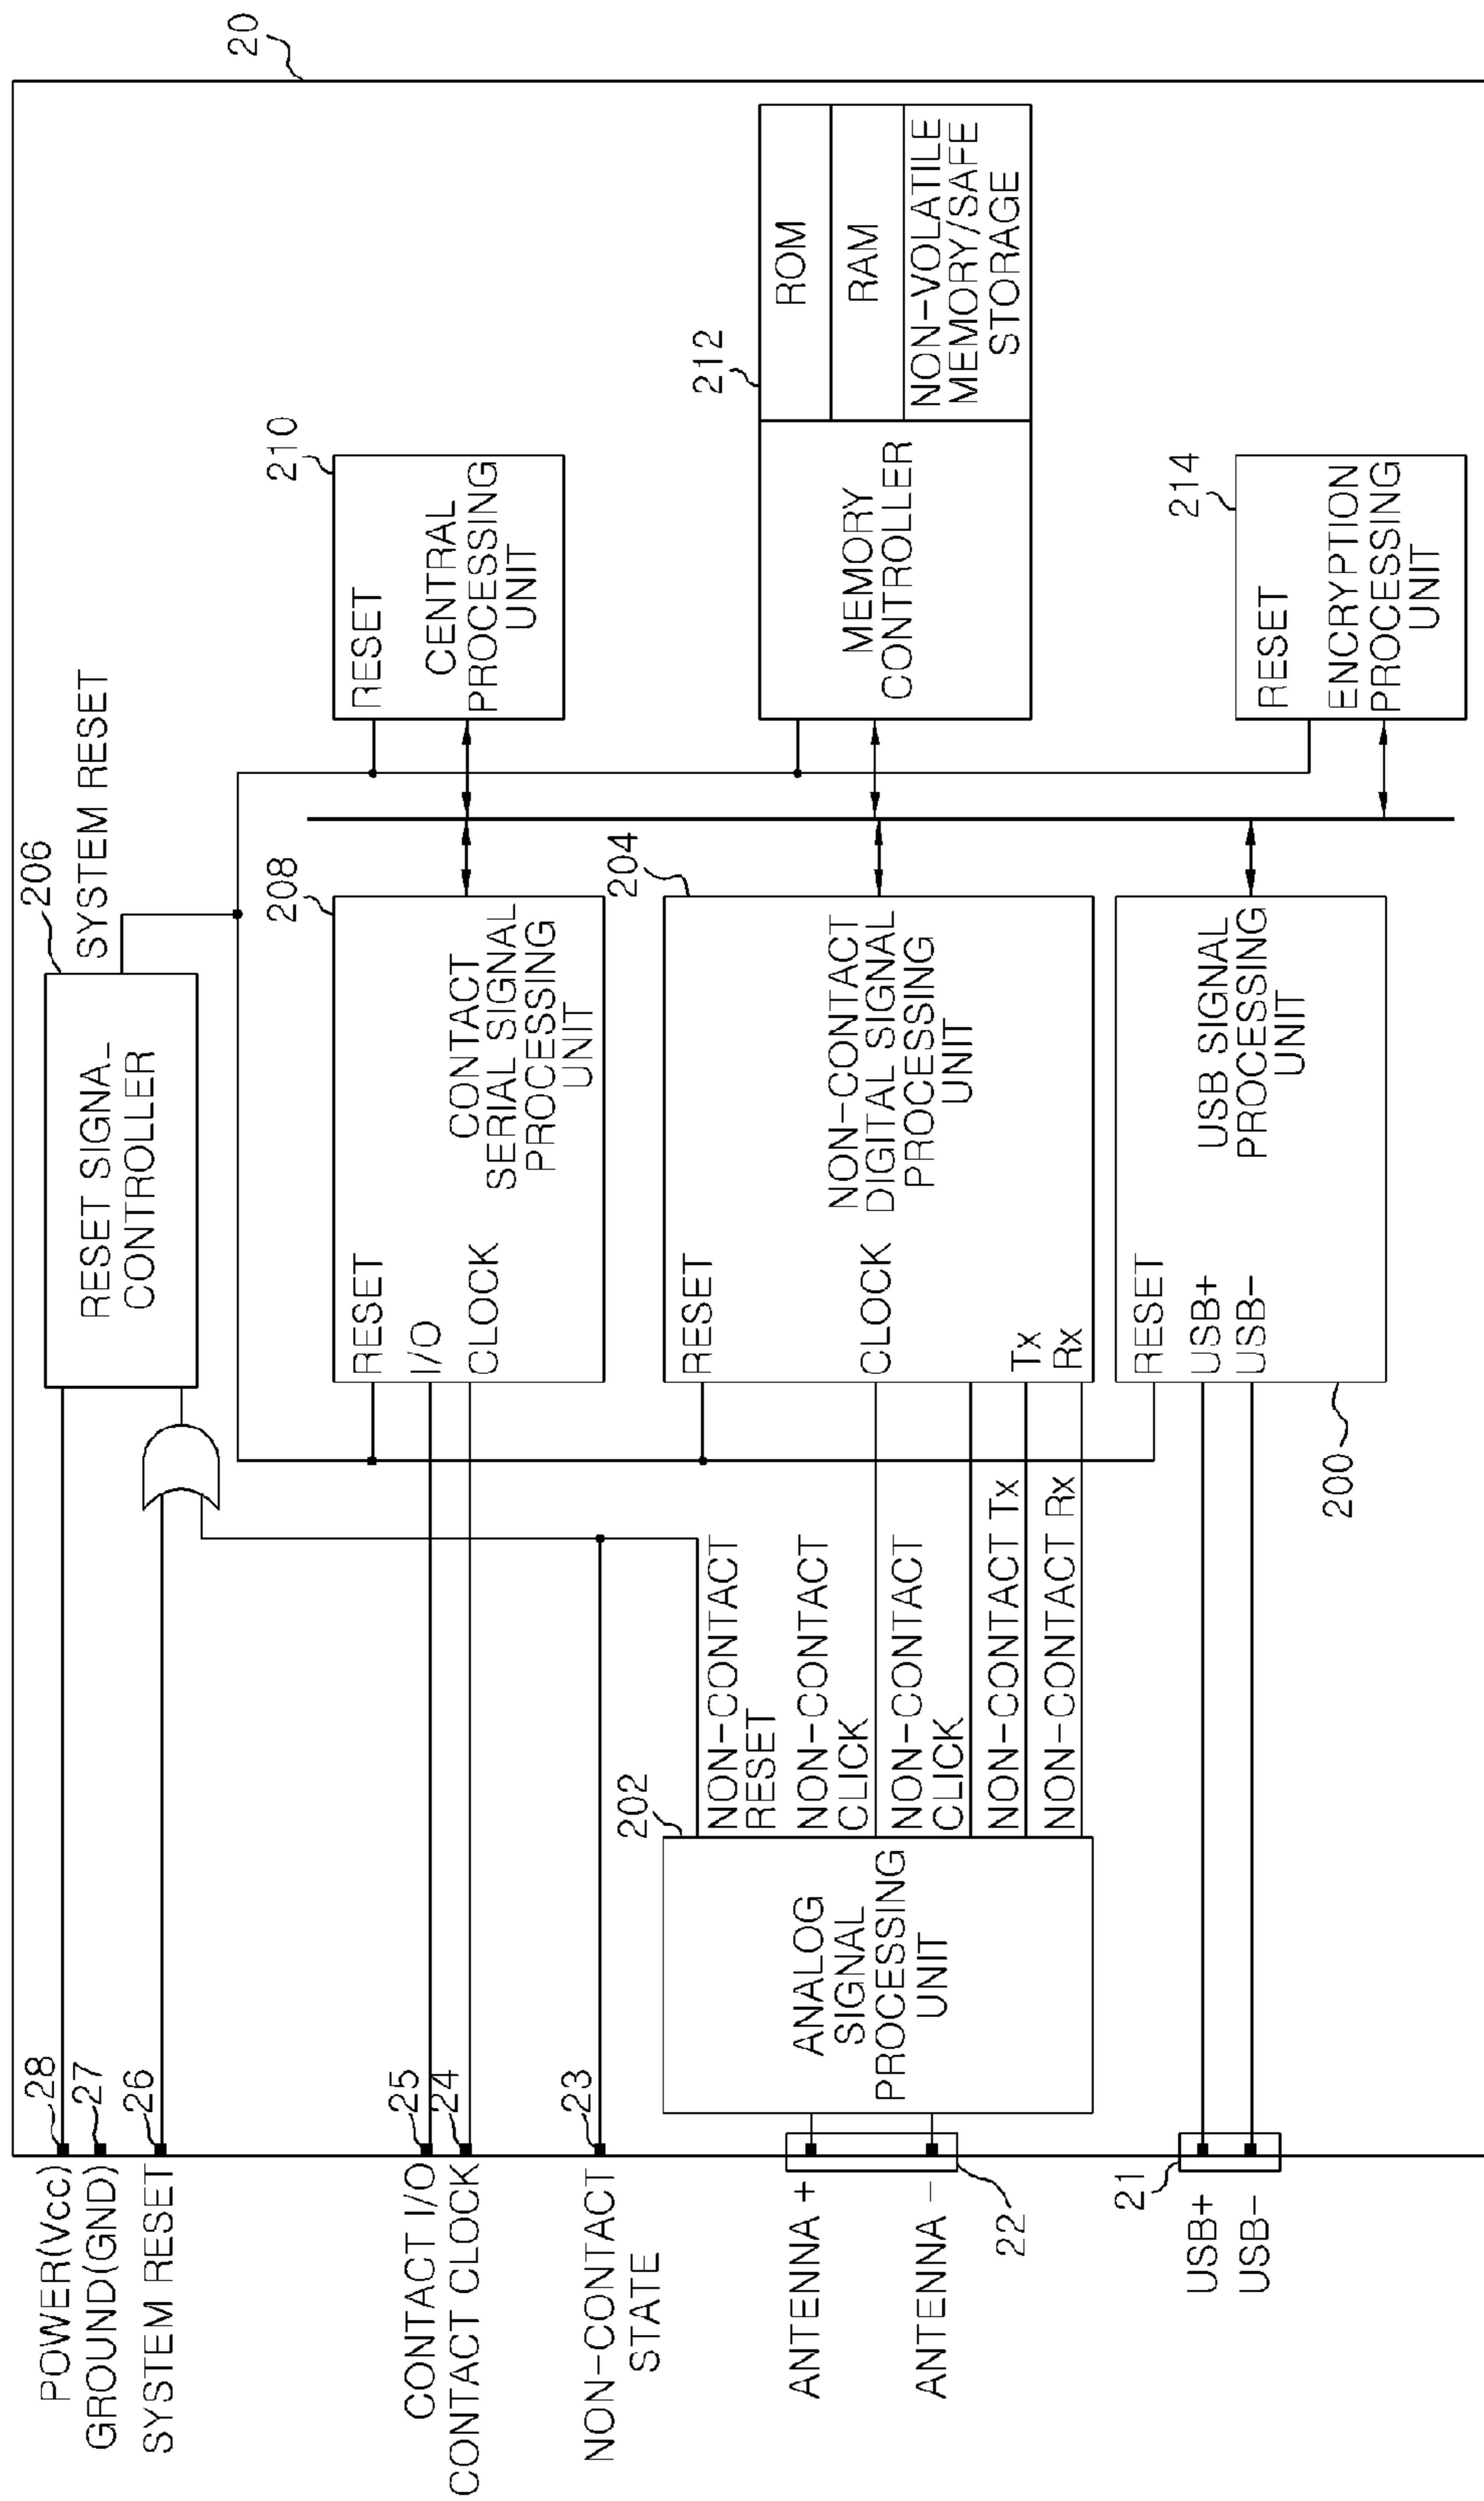 20
POWER(Vcc)
28
GROUND(GND)
27
SYSTEM RESET
26
RESET SIGNA_
CONTROLLER
206
SYSTEM RESET
CONTACT I/O
25
CONTACT CLOCK
24
RESET
I/O
CLOCK
CONTACT
SERIAL SIGNAL
PROCESSING
UNIT
208
RESET
CENTRAL
PROCESSING
UNIT
210
NON-CONTACT
STATE
23
ANTENNA +
ANTENNA -
22
ANALOG
SIGNAL
PROCESSING
UNIT
202
NON-CONTACT
RESET
NON-CONTACT
CLICK
NON-CONTACT
CLICK
NON-CONTACT Tx
NON-CONTACT Rx
RESET
CLOCK
Tx
Rx
NON-CONTACT
DIGITAL SIGNAL
PROCESSING
UNIT
204
MEMORY
CONTROLLER
212
ROM
RAM
NON-VOLATILE
MEMORY/SAFE
STORAGE
21
USB+
USB-
RESET
USB+
USB-
USB SIGNAL
PROCESSING
UNIT
200
RESET
ENCRYPTION
PROCESSING
UNIT
214